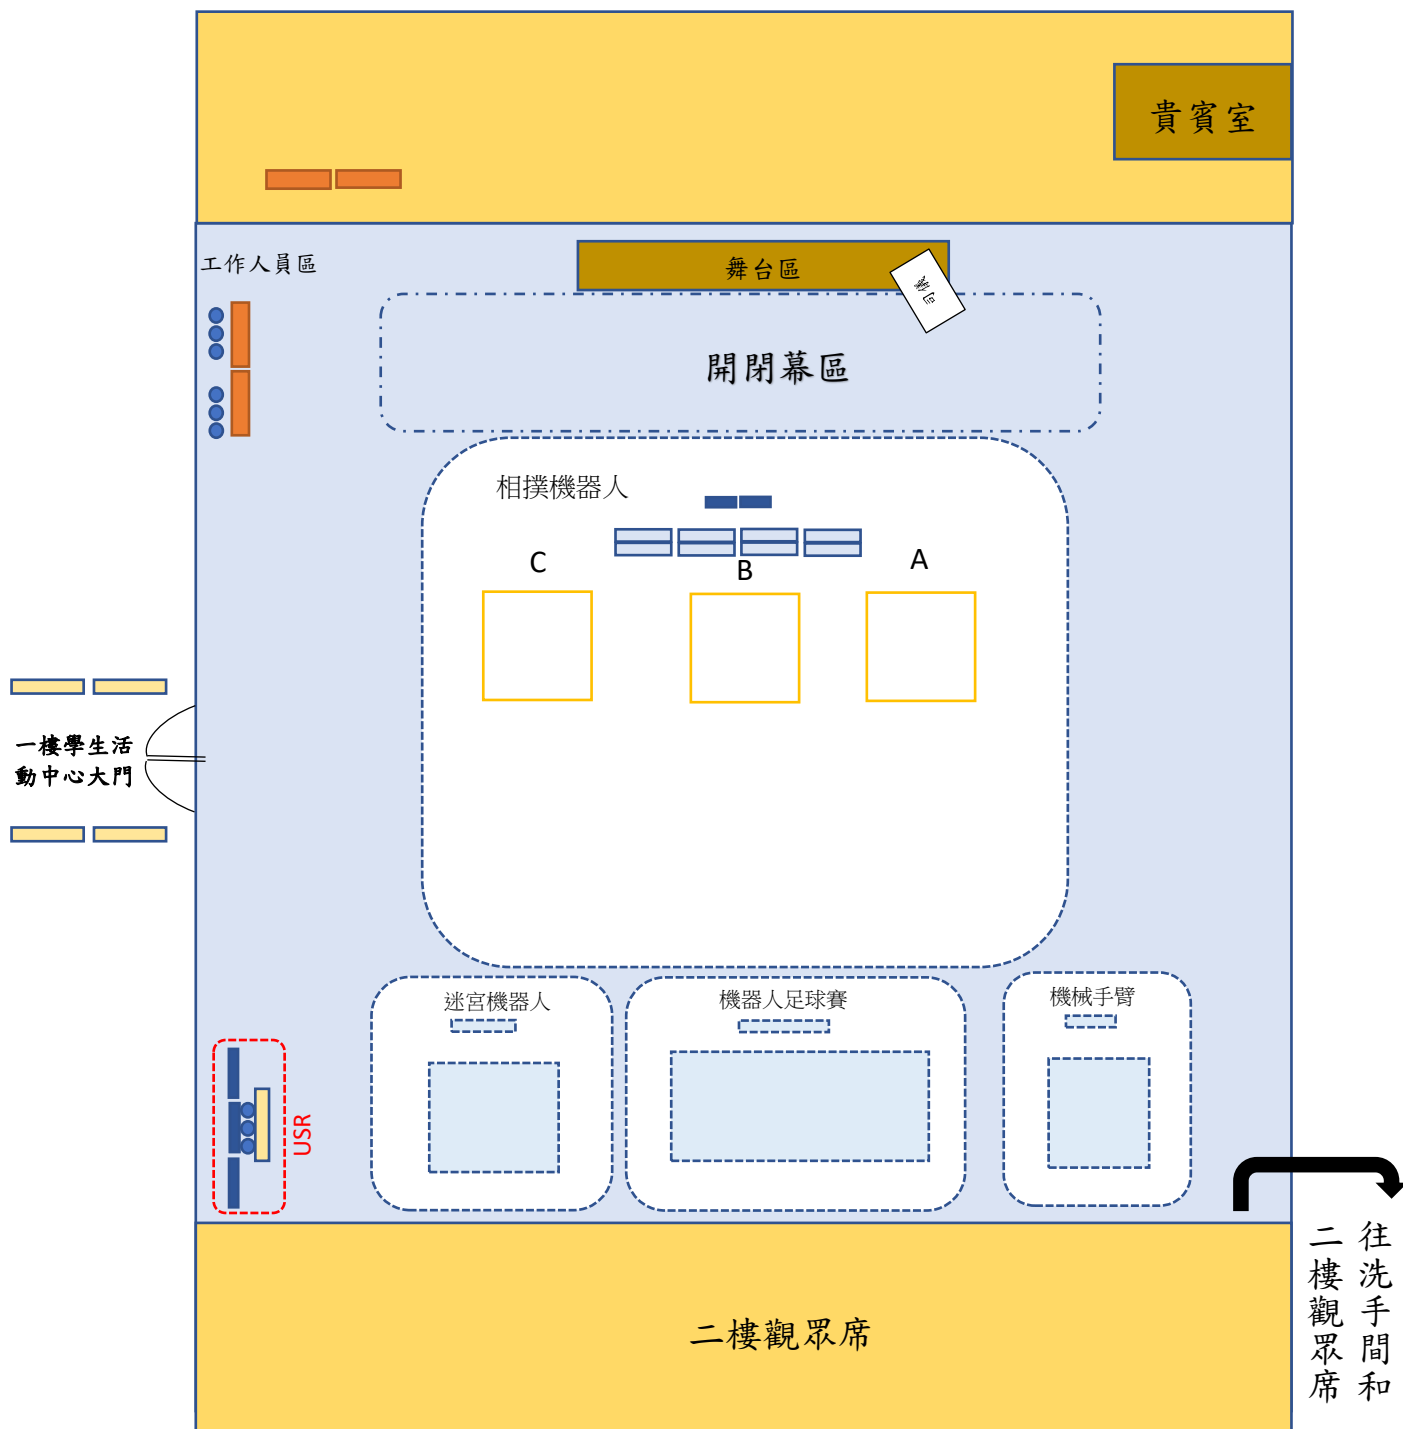 貴賓室
工作人員區
舞台區
開閉幕區
相撲機器人
C
B
A
一樓學生活
動中心大門
迷宮機器人
機器人足球賽
機械手臂
USR
往洗手間和
二樓觀眾席
二樓觀眾席